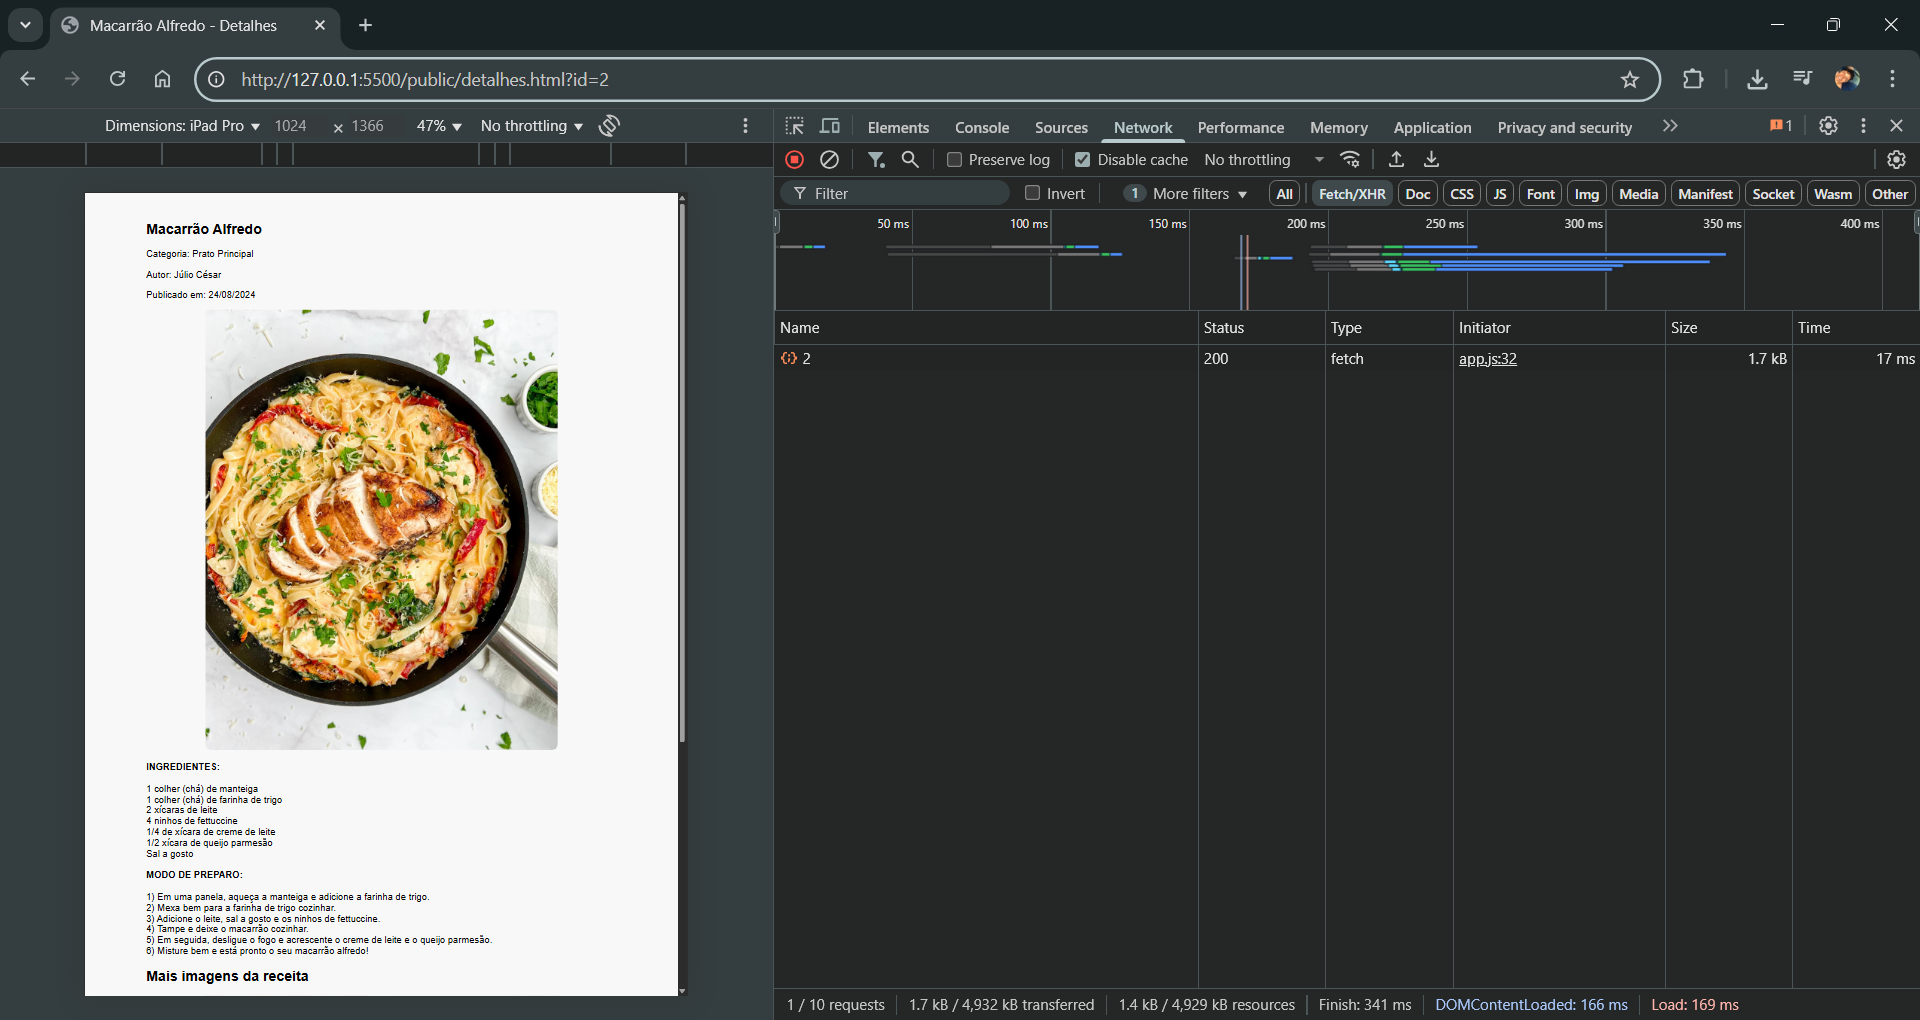 Macarrão Alfredo - Detalhes
http://127.0.0.1:5500/public/detalhes.html?id=2
Dimensions: iPad Pro 1024 × 1366 47% No throttling
Elements Console Sources Network Performance Memory Application Privacy and security 1
Preserve log Disable cache No throttling
Filter Invert 1 More filters All Fetch/XHR Doc CSS JS Font Img Media Manifest Socket Wasm Other
50 ms 100 ms 150 ms 200 ms 250 ms 300 ms 350 ms 400 ms
Name Status Type Initiator Size Time
2 200 fetch app.js:32 1.7 kB 17 ms
1 / 10 requests 1.7 kB / 4,932 kB transferred 1.4 kB / 4,929 kB resources Finish: 341 ms DOMContentLoaded: 166 ms Load: 169 ms
Macarrão Alfredo
Categoria: Prato Principal
Autor: Júlio César
Publicado em: 24/08/2024
INGREDIENTES:
1 colher (chá) de manteiga
1 colher (chá) de farinha de trigo
2 xícaras de leite
4 ninhos de fettuccine
1/4 de xícara de creme de leite
1/2 xícara de queijo parmesão
Sal a gosto
MODO DE PREPARO:
1) Em uma panela, aqueça a manteiga e adicione a farinha de trigo.
2) Mexa bem para a farinha de trigo cozinhar.
3) Adicione o leite, sal a gosto e os ninhos de fettuccine.
4) Tampe e deixe o macarrão cozinhar.
5) Em seguida, desligue o fogo e acrescente o creme de leite e o queijo parmesão.
6) Misture bem e está pronto o seu macarrão alfredo!
Mais imagens da receita